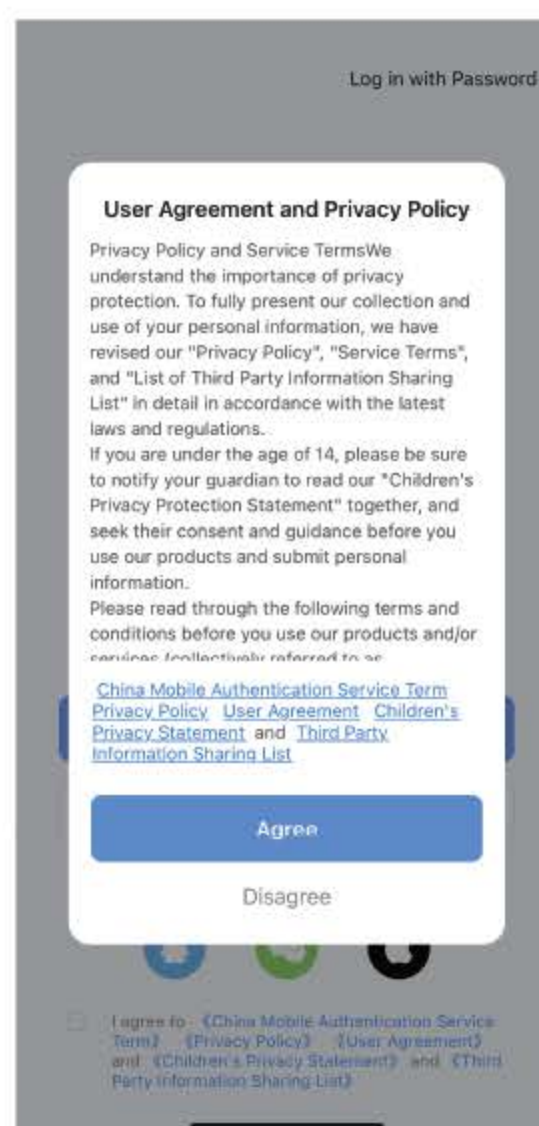 Log in with Password
User Agreement and Privacy Policy
Privacy Policy and Service TermsWe
understand the importance of privacy
protection. To fully present our collection and
use of your personal information, we have
revised our "Privacy Policy", "Service Terms",
and "List of Third Party Information Sharing
List" in detail in accordance with the latest
laws and regulations.
If you are under the age of 14, please be sure
to notify your guardian to read our "Children's
Privacy Protection Statement" together, and
seek their consent and guidance before you
use our products and submit personal
information.
Please read through the following terms and
conditions before you use our products and/or
services (collectively referred to as
China Mobile Authentication Service Term
Privacy Policy User Agreement Children's
Privacy Statement and Third Party
Information Sharing List
Agree
Disagree
I agree to 《China Mobile Authentication Service
Term》 《Privacy Policy》 《User Agreement》
and 《Children's Privacy Statement》 and 《Third
Party Information Sharing List》